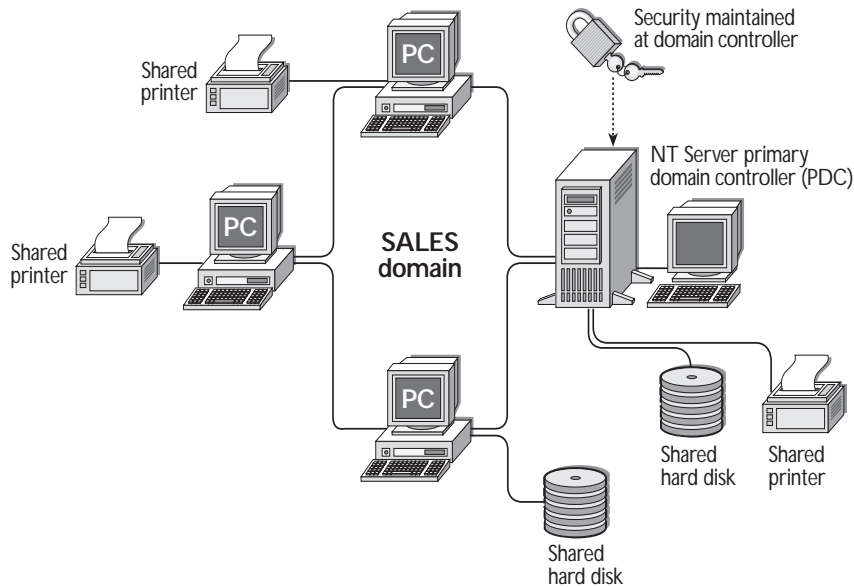 Security maintained
at domain controller
PC
Shared
printer
NT Server primary
domain controller (PDC)
PC
Shared
printer
SALES
domain
PC
Shared
hard disk
Shared
printer
Shared
hard disk